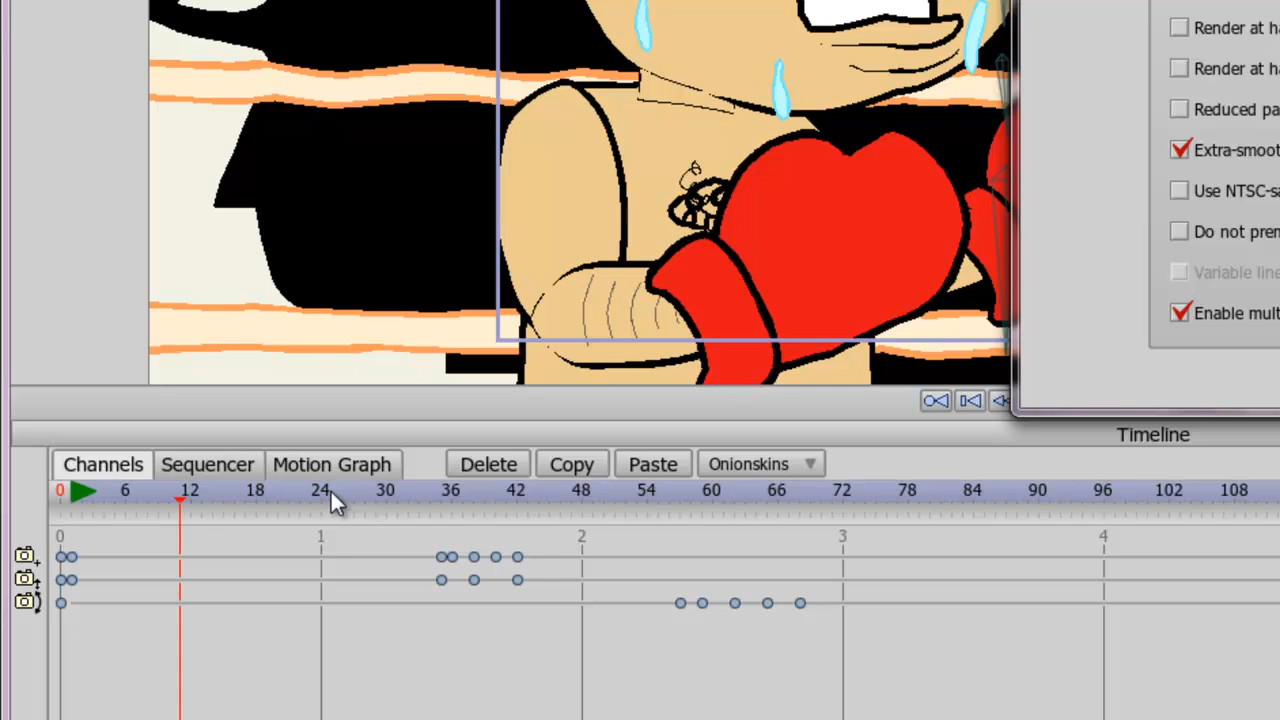 Render at ha
Render at ha
Reduced pa
Extra-smoot
Use NTSC-sa
Do not prem
Variable line
Enable mult
Timeline
Channels Sequencer Motion Graph Delete Copy Paste Onionskins
0 6 12 18 24 30 36 42 48 54 60 66 72 78 84 90 96 102 108
0 1 2 3 4